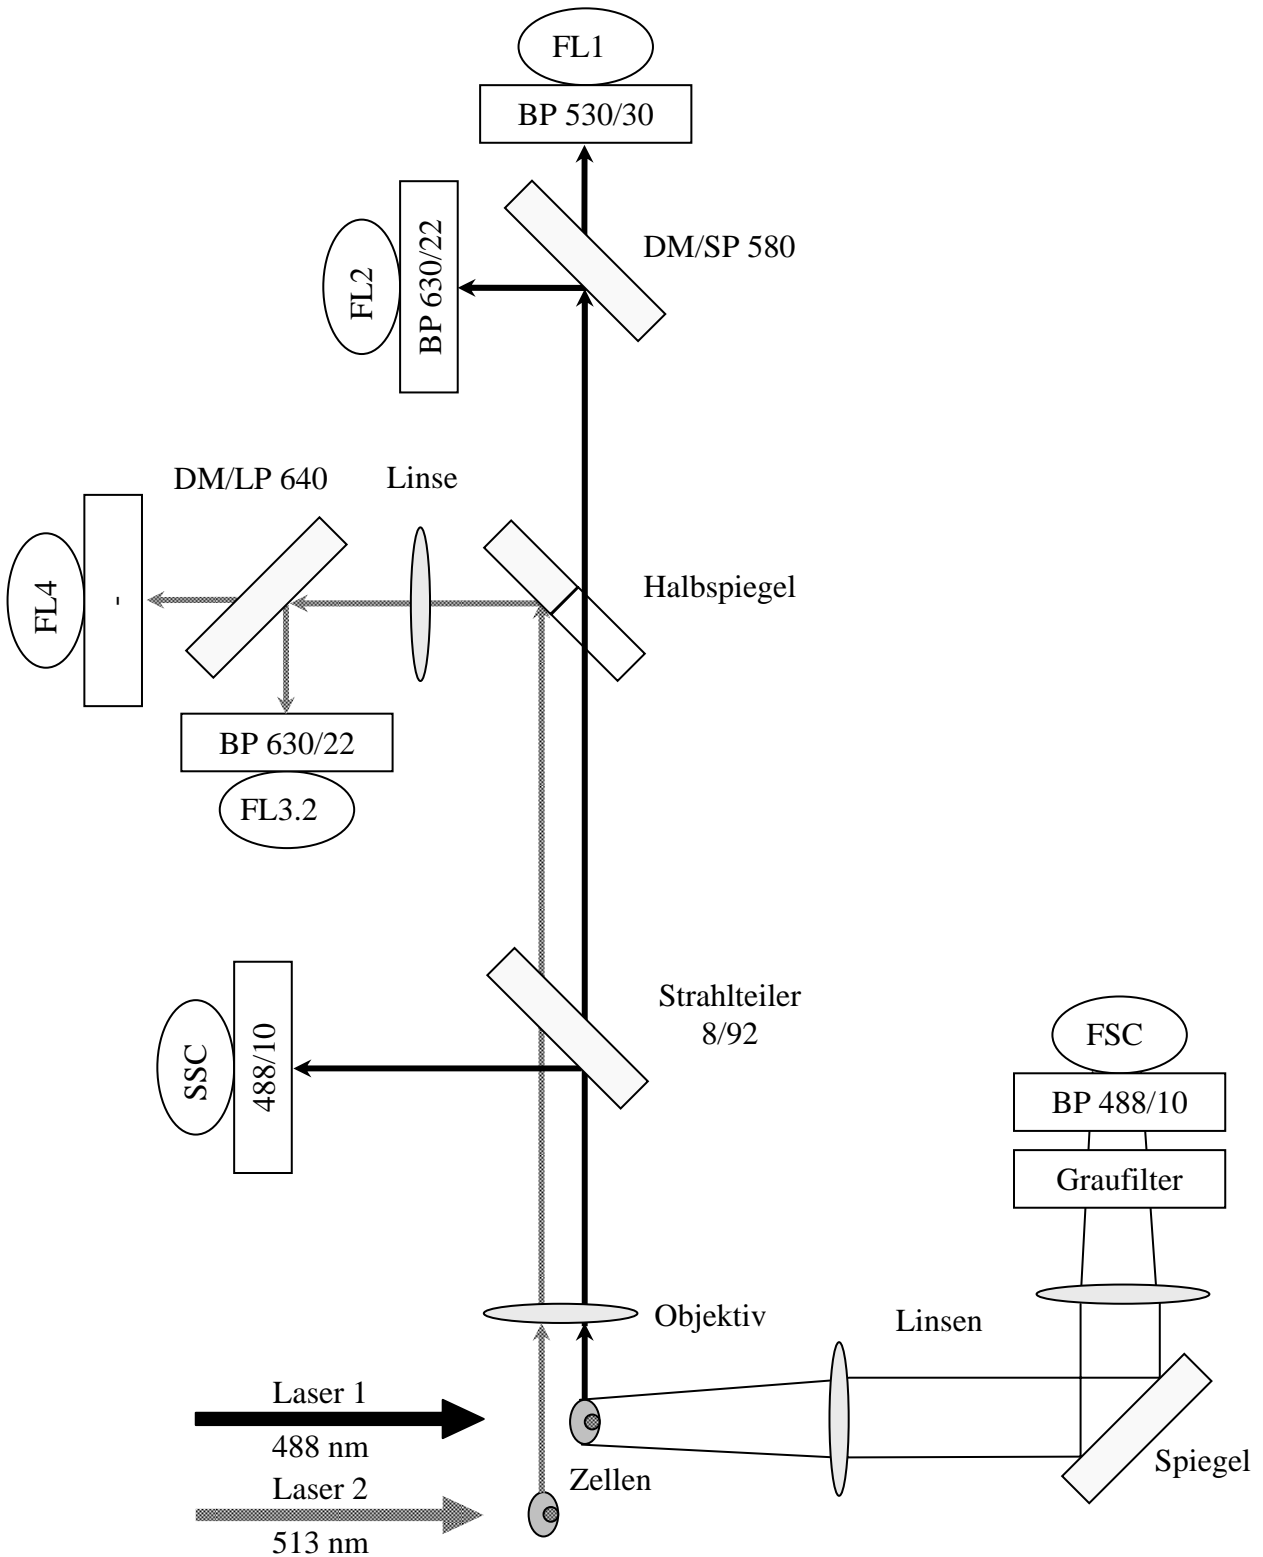 FL1
BP 530/30
DM/SP 580
FL2
BP 630/22
DM/LP 640
Linse
Halbspiegel
FL4
-
BP 630/22
FL3.2
Strahlteiler
8/92
SSC
488/10
FSC
BP 488/10
Graufilter
Objektiv
Linsen
Laser 1
488 nm
Laser 2
513 nm
Zellen
Spiegel